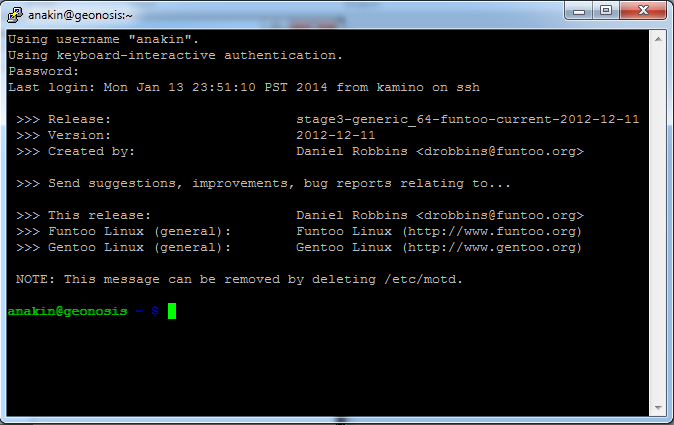 anakin@geonosis:~
Using username "anakin".
Using keyboard-interactive authentication.
Password:
Last login: Mon Jan 13 23:51:10 PST 2014 from kamino on ssh
>>> Release: stage3-generic_64-funtoo-current-2012-12-11
>>> Version: 2012-12-11
>>> Created by: Daniel Robbins <drobbins@funtoo.org>
>>> Send suggestions, improvements, bug reports relating to...
>>> This release: Daniel Robbins <drobbins@funtoo.org>
>>> Funtoo Linux (general): Funtoo Linux (http://www.funtoo.org)
>>> Gentoo Linux (general): Gentoo Linux (http://www.gentoo.org)
NOTE: This message can be removed by deleting /etc/motd.
anakin@geonosis ~ $